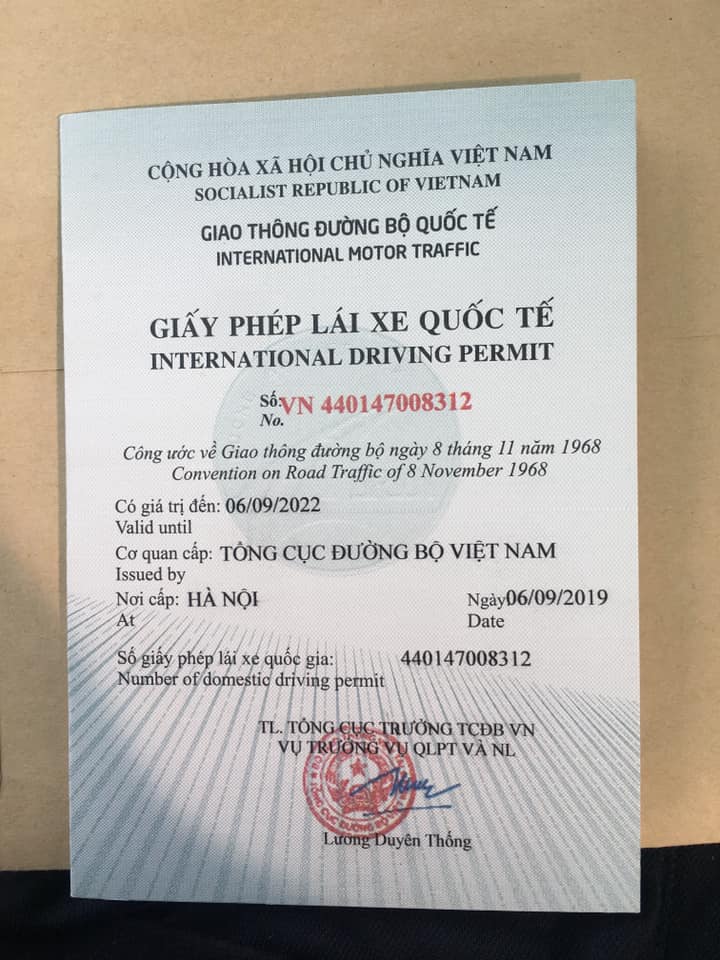 CỘNG HÒA XÃ HỘI CHỦ NGHĨA VIỆT NAM
SOCIALIST REPUBLIC OF VIETNAM
GIAO THÔNG ĐƯỜNG BỘ QUỐC TẾ
INTERNATIONAL MOTOR TRAFFIC
GIẤY PHÉP LÁI XE QUỐC TẾ
INTERNATIONAL DRIVING PERMIT
Số: VN 440147008312
No.
Công ước về Giao thông đường bộ ngày 8 tháng 11 năm 1968
Convention on Road Traffic of 8 November 1968
Có giá trị đến: 06/09/2022
Valid until
Cơ quan cấp: TỔNG CỤC ĐƯỜNG BỘ VIỆT NAM
Issued by
Nơi cấp: HÀ NỘI Ngày 06/09/2019
At Date
Số giấy phép lái xe quốc gia: 440147008312
Number of domestic driving permit
TL. TỔNG CỤC TRƯỞNG TCĐB VN
VỤ TRƯỞNG VỤ QLPT VÀ NL
Lương Duyên Thống